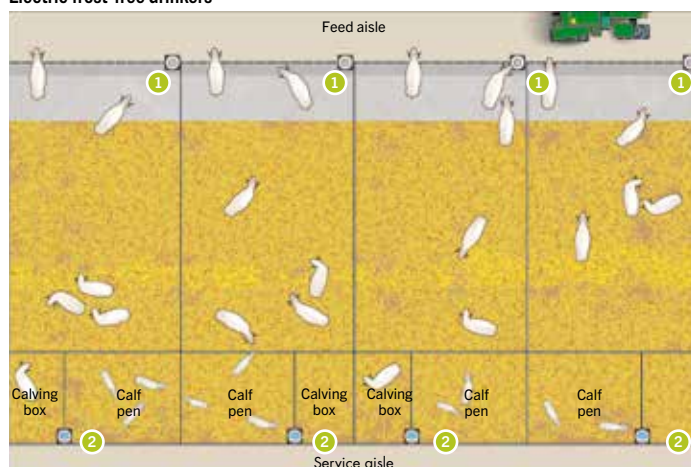 Electric frost-free drinkers
Feed aisle
1 1 1 1
Calving box
Calf pen
Calf pen
Calving box
Calving box
Calf pen
Calf pen
2 2 2 2
Service aisle